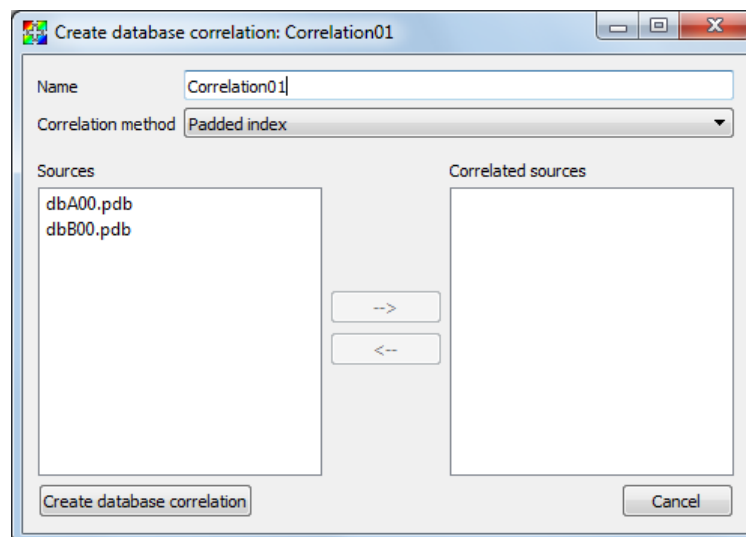 Create database correlation: Correlation01
Name Correlation01
Correlation method Padded index
Sources Correlated sources
dbA00.pdb
dbB00.pdb
-->
<--
Create database correlation Cancel